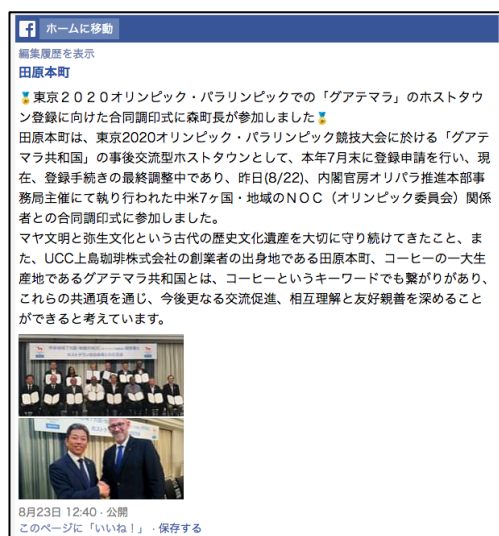 ホームに移動
編集履歴を表示
田原本町
🏅東京２０２０オリンピック・パラリンピックでの「グアテマラ」のホストタウ
ン登録に向けた合同調印式に森町長が参加しました🏅
田原本町は、東京2020オリンピック・パラリンピック競技大会に於ける「グアテ
マラ共和国」の事後交流型ホストタウンとして、本年7月末に登録申請を行い、現
在、登録手続きの最終調整中であり、昨日(8/22)、内閣官房オリパラ推進本部事
務局主催にて執り行われた中米7ヶ国・地域のＮＯＣ（オリンピック委員会）関係
者との合同調印式に参加しました。
マヤ文明と弥生文化という古代の歴史文化遺産を大切に守り続けてきたこと、ま
た、UCC上島珈琲株式会社の創業者の出身地である田原本町、コーヒーの一大生
産地であるグアテマラ共和国とは、コーヒーというキーワードでも繋がりがあり、
これらの共通項を通じ、今後更なる交流促進、相互理解と友好親善を深めること
ができると考えています。
8月23日 12:40 · 公開
このページに「いいね！」 · 保存する